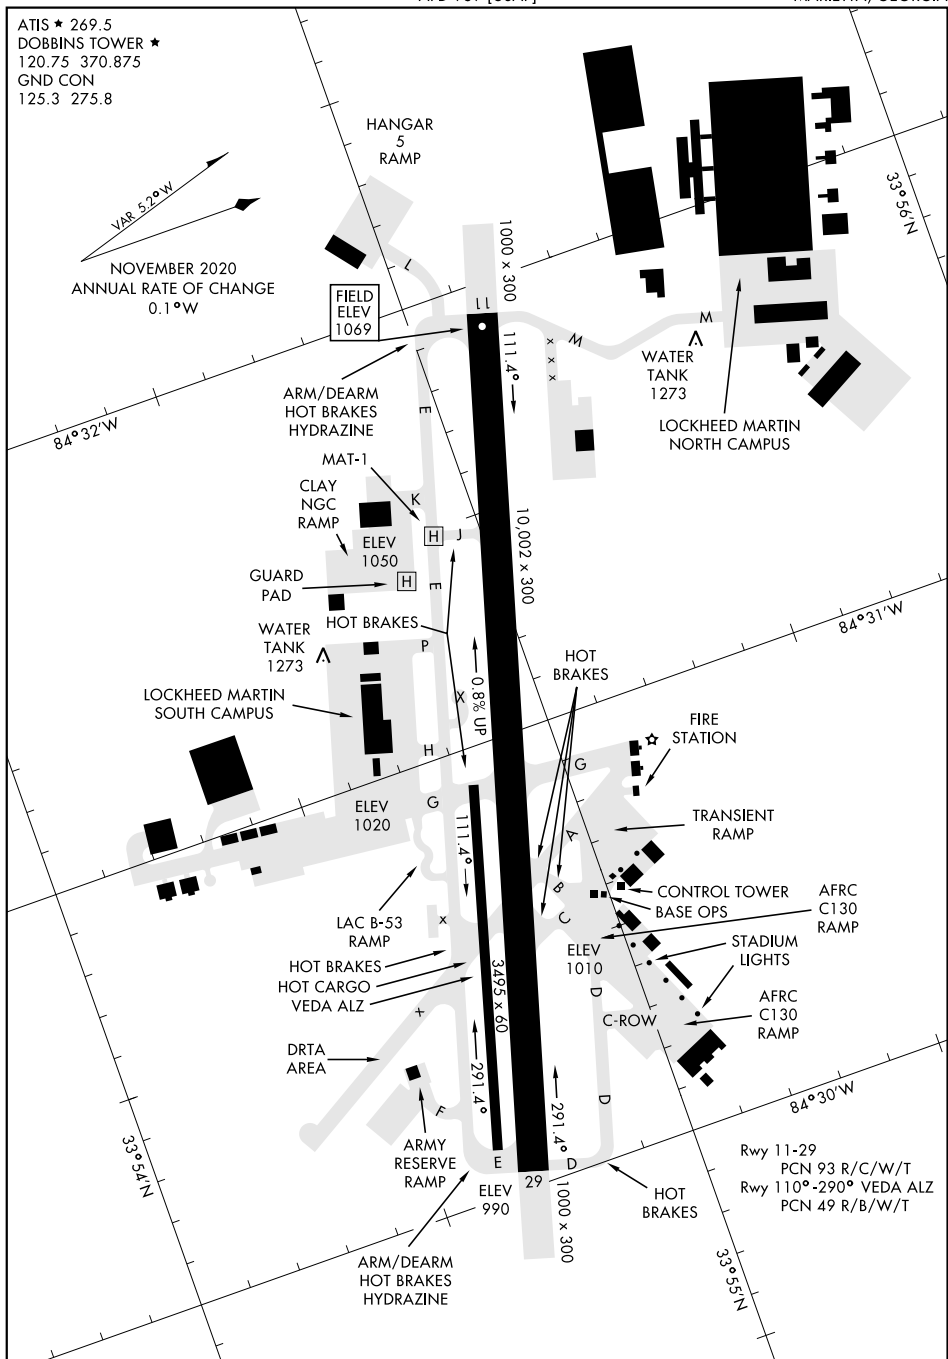 ATIS ★ 269.5
DOBBINS TOWER ★
120.75 370.875
GND CON
125.3 275.8
HANGAR
5
RAMP
VAR 5.2°W
NOVEMBER 2020
ANNUAL RATE OF CHANGE
0.1°W
33°56'N
L
1000 x 300
FIELD
ELEV
1069
11
111.4°
M
M
x
x
x
WATER
TANK
1273
LOCKHEED MARTIN
NORTH CAMPUS
ARM/DEARM
HOT BRAKES
HYDRAZINE
E
84°32'W
MAT-1
CLAY
NGC
RAMP
K
H
J
ELEV
1050
10,002 x 300
GUARD
PAD
H
E
HOT BRAKES
84°31'W
WATER
TANK
1273
P
HOT
BRAKES
LOCKHEED MARTIN
SOUTH CAMPUS
X
0.8% UP
FIRE
STATION
H
G
G
ELEV
1020
111.4°
TRANSIENT
RAMP
A
B
C
CONTROL TOWER
BASE OPS
AFRC
C130
RAMP
LAC B-53
RAMP
x
ELEV
1010
STADIUM
LIGHTS
HOT BRAKES
HOT CARGO
VEDA ALZ
3495 x 60
D
C-ROW
AFRC
C130
RAMP
x
DRTA
AREA
291.4°
291.4°
D
84°30'W
F
33°54'N
ARMY
RESERVE
RAMP
E
D
29
ELEV
990
1000 x 300
HOT
BRAKES
Rwy 11-29
PCN 93 R/C/W/T
Rwy 110°-290° VEDA ALZ
PCN 49 R/B/W/T
ARM/DEARM
HOT BRAKES
HYDRAZINE
33°55'N